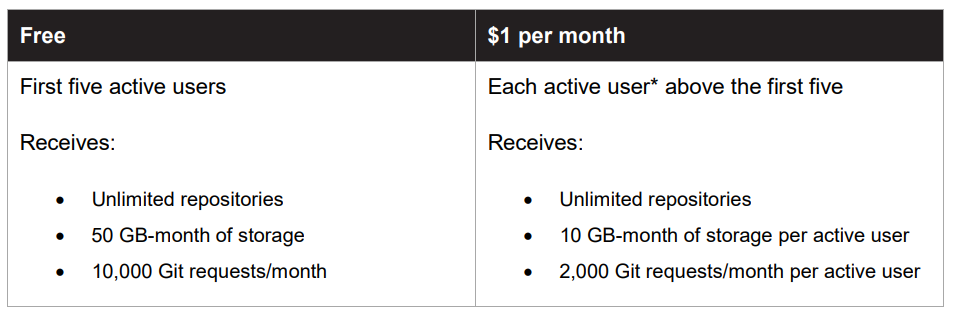 Free
First five active users
Receives:
• Unlimited repositories
• 50 GB-month of storage
• 10,000 Git requests/month
$1 per month
Each active user* above the first five
Receives:
• Unlimited repositories
• 10 GB-month of storage per active user
• 2,000 Git requests/month per active user